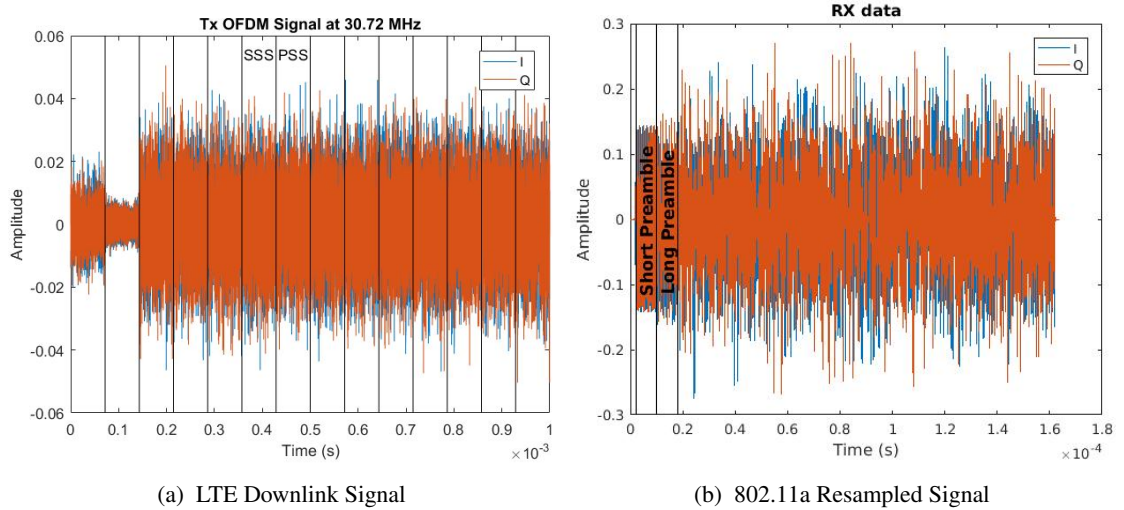 Tx OFDM Signal at 30.72 MHz
0.06
0.04
0.02
0
-0.02
-0.04
-0.06
Amplitude
SSS PSS
I
Q
0 0.1 0.2 0.3 0.4 0.5 0.6 0.7 0.8 0.9 1
Time (s)
×10⁻³
(a) LTE Downlink Signal
RX data
0.3
0.2
0.1
0
-0.1
-0.2
-0.3
Amplitude
Short Preamble
Long Preamble
I
Q
0 0.2 0.4 0.6 0.8 1 1.2 1.4 1.6 1.8
Time (s)
×10⁻⁴
(b) 802.11a Resampled Signal